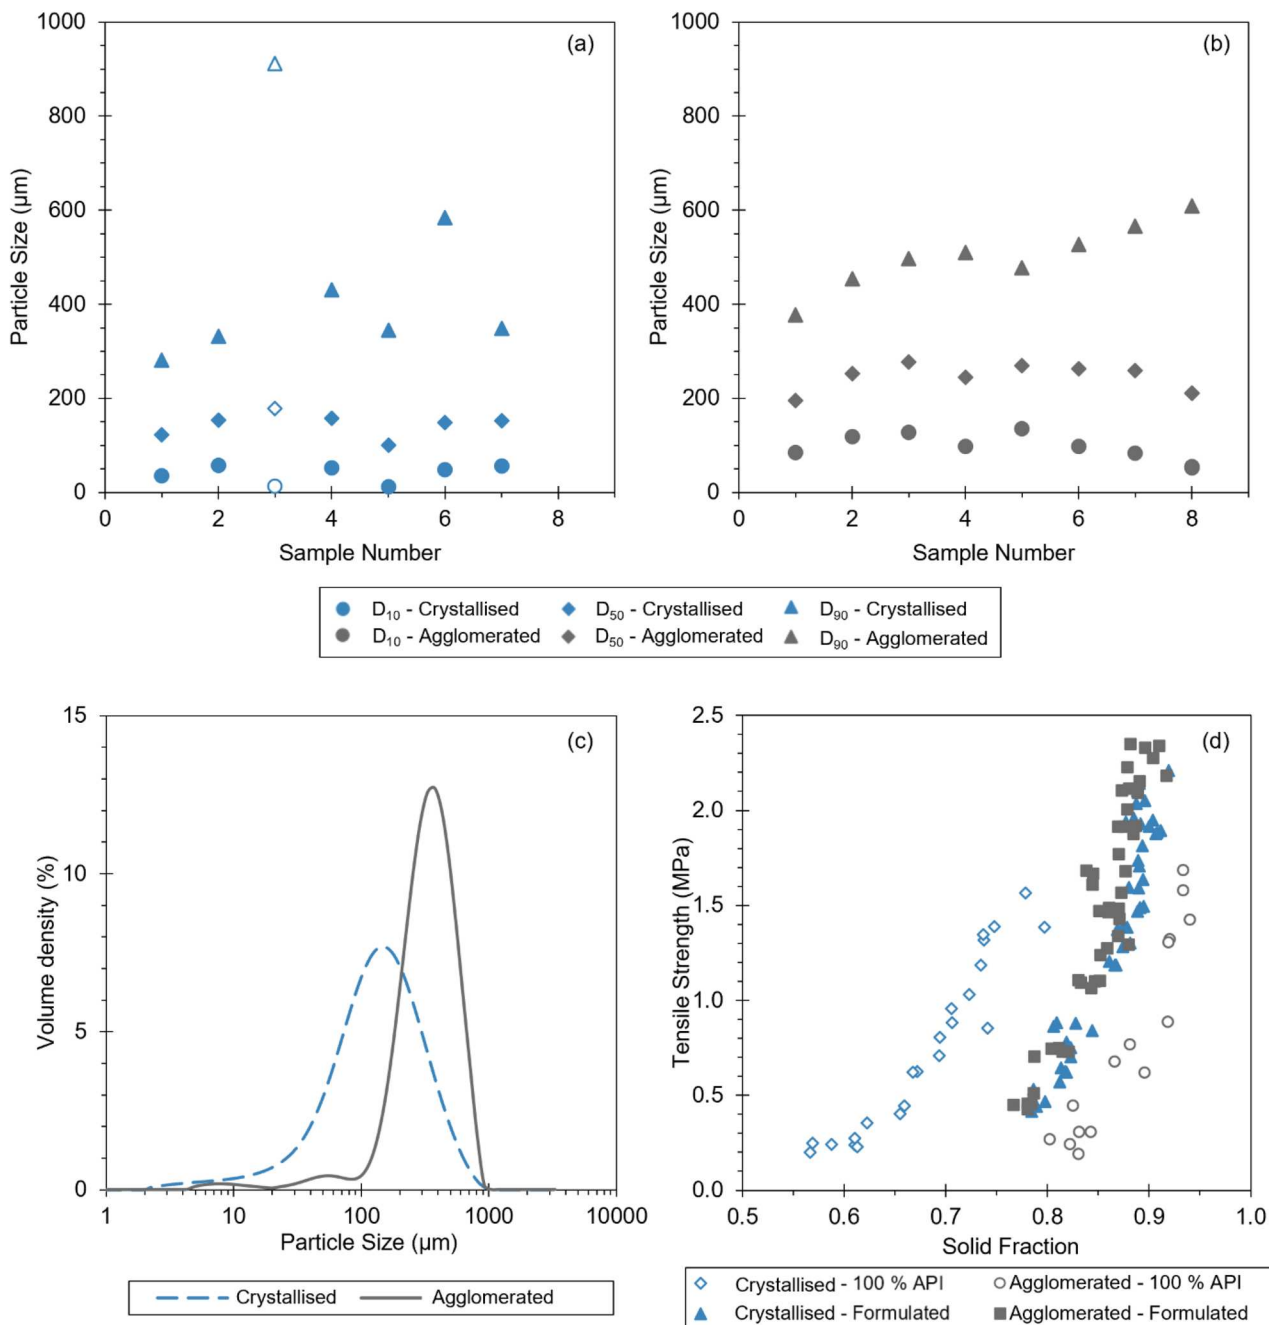 (a)
1000
800
600
400
200
0
Particle Size (µm)
0 2 4 6 8
Sample Number
(b)
1000
800
600
400
200
0
Particle Size (µm)
0 2 4 6 8
Sample Number
D10 - Crystallised D50 - Crystallised D90 - Crystallised
D10 - Agglomerated D50 - Agglomerated D90 - Agglomerated
(c)
15
10
5
0
Volume density (%)
1 10 100 1000 10000
Particle Size (µm)
Crystallised Agglomerated
(d)
2.5
2.0
1.5
1.0
0.5
0.0
Tensile Strength (MPa)
0.5 0.6 0.7 0.8 0.9 1.0
Solid Fraction
Crystallised - 100 % API Agglomerated - 100 % API
Crystallised - Formulated Agglomerated - Formulated